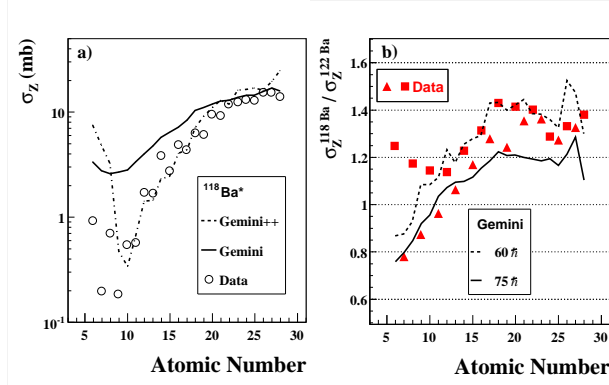 a)
σ_Z (mb)
10
1
10^-1
118Ba*
Gemini++
Gemini
Data
5 10 15 20 25 30
Atomic Number
b)
σ_Z^118 Ba / σ_Z^122 Ba
Data
1.6
1.4
1.2
1
0.8
0.6
Gemini
60 ℏ
75 ℏ
5 10 15 20 25 30
Atomic Number